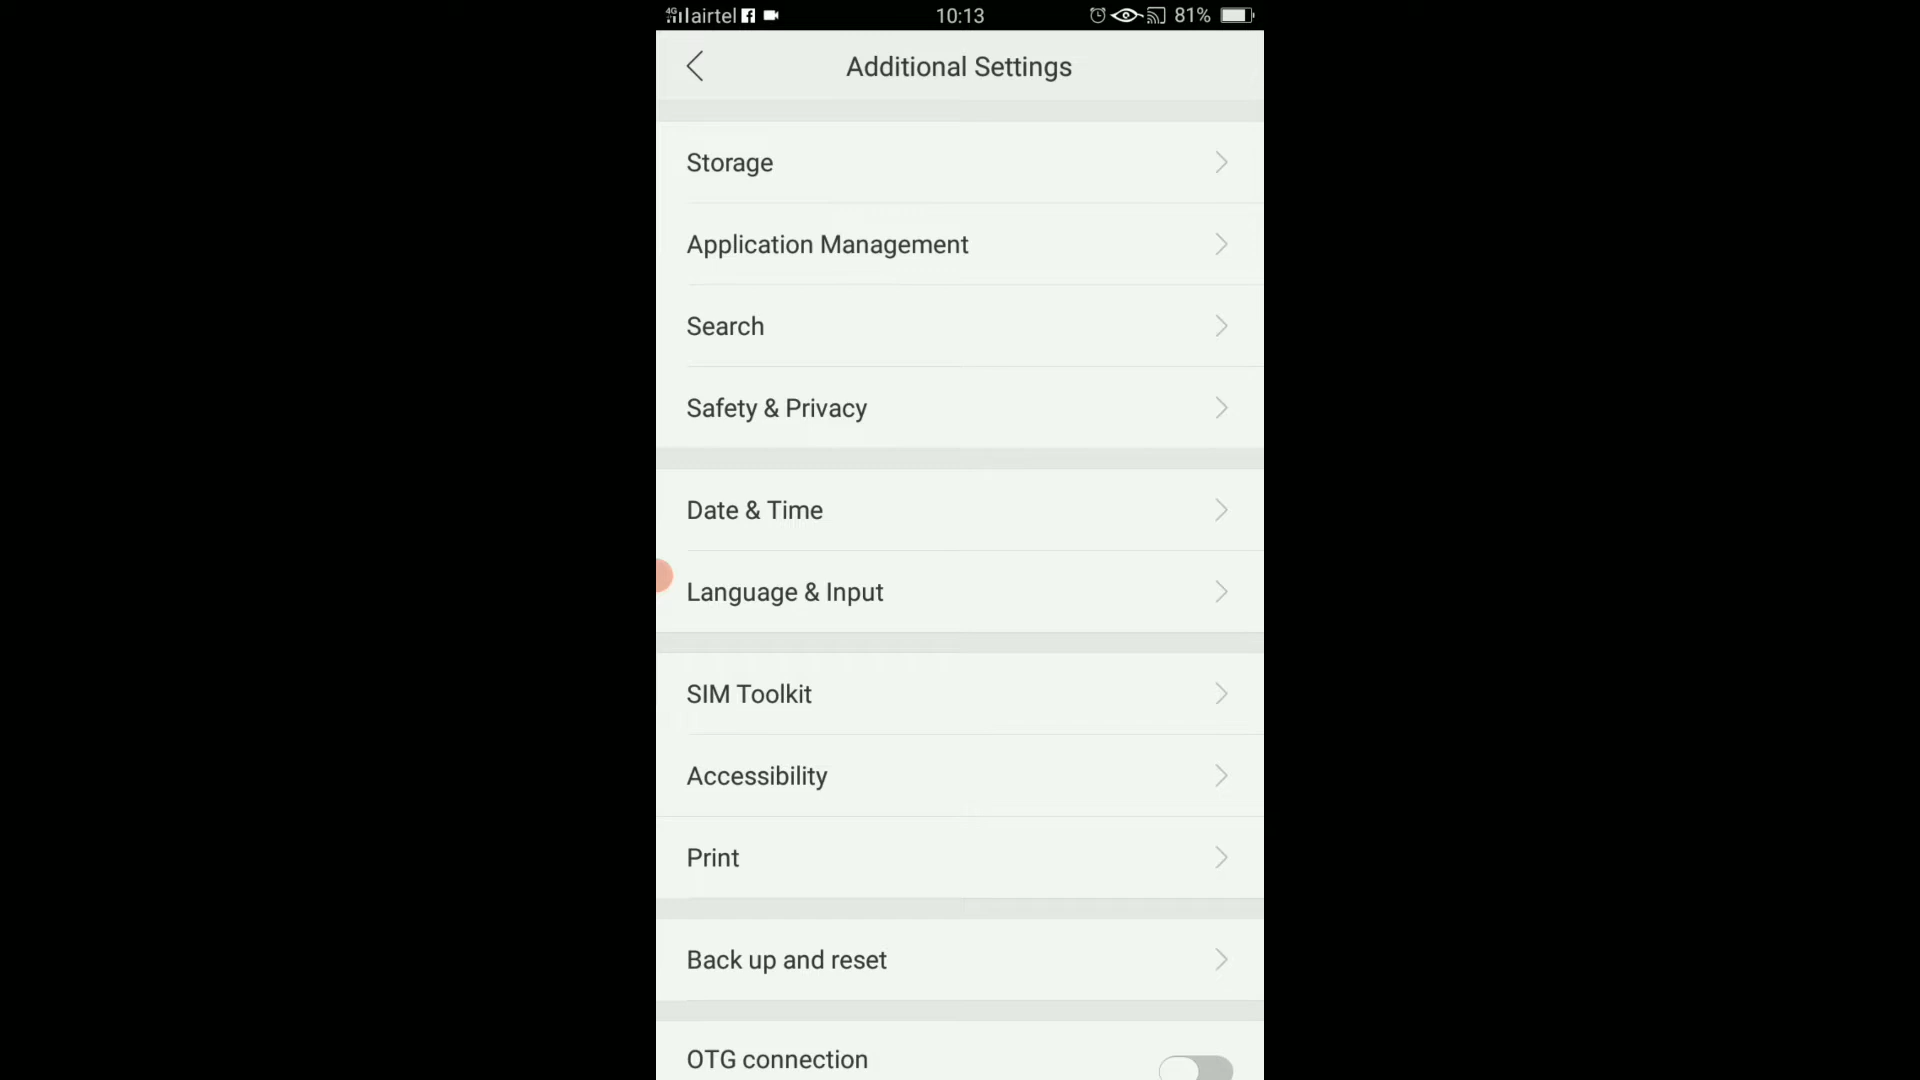 4G airtel 10:13 81%
Additional Settings
Storage
Application Management
Search
Safety & Privacy
Date & Time
Language & Input
SIM Toolkit
Accessibility
Print
Back up and reset
OTG connection